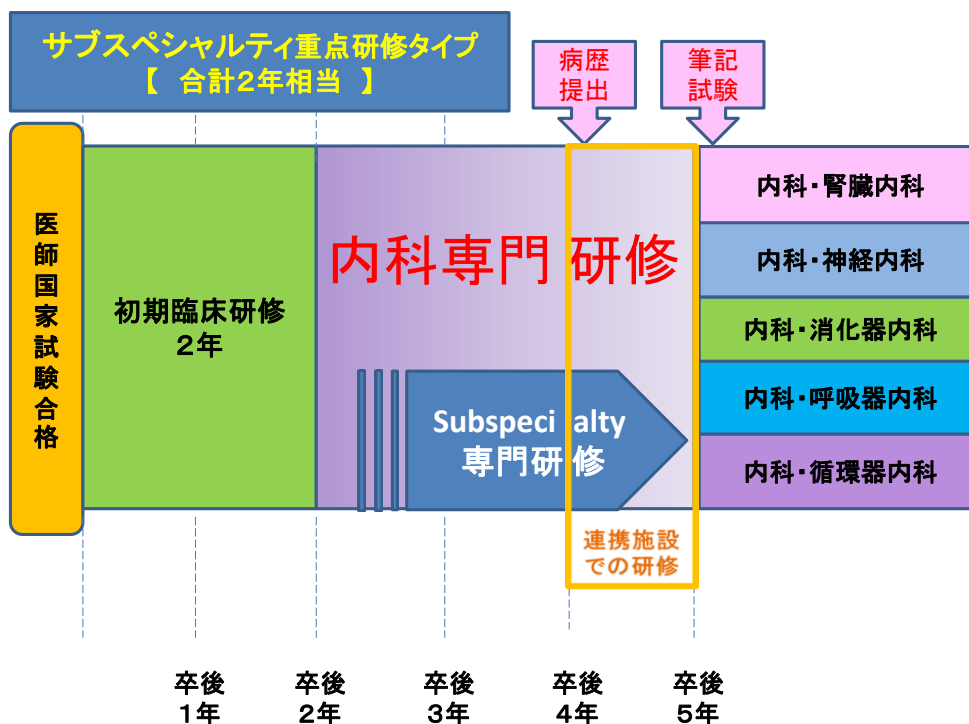 サブスペシャルティ重点研修タイプ
【 合計2年相当 】
病歴
提出
筆記
試験
医師国家試験合格
初期臨床研修
2年
内科専門研修
Subspecialty
専門研修
連携施設
での研修
内科・腎臓内科
内科・神経内科
内科・消化器内科
内科・呼吸器内科
内科・循環器内科
卒後
1年
卒後
2年
卒後
3年
卒後
4年
卒後
5年